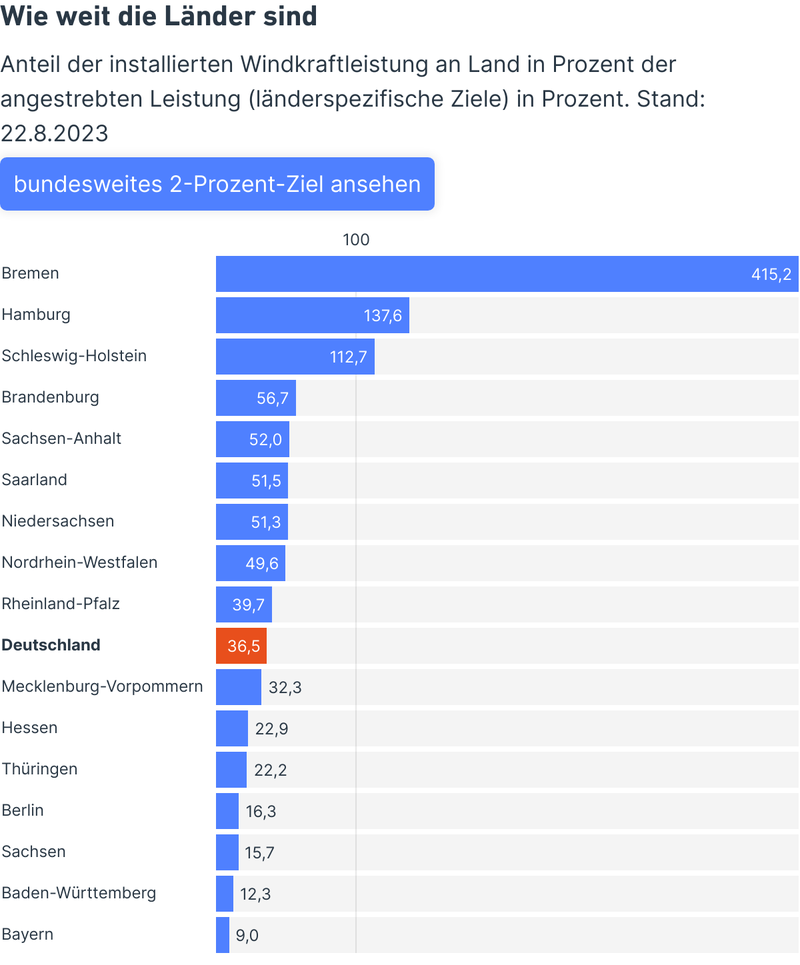 Wie weit die Länder sind
Anteil der installierten Windkraftleistung an Land in Prozent der
angestrebten Leistung (länderspezifische Ziele) in Prozent. Stand:
22.8.2023
bundesweites 2-Prozent-Ziel ansehen
100
Bremen 415,2
Hamburg 137,6
Schleswig-Holstein 112,7
Brandenburg 56,7
Sachsen-Anhalt 52,0
Saarland 51,5
Niedersachsen 51,3
Nordrhein-Westfalen 49,6
Rheinland-Pfalz 39,7
Deutschland 36,5
Mecklenburg-Vorpommern 32,3
Hessen 22,9
Thüringen 22,2
Berlin 16,3
Sachsen 15,7
Baden-Württemberg 12,3
Bayern 9,0